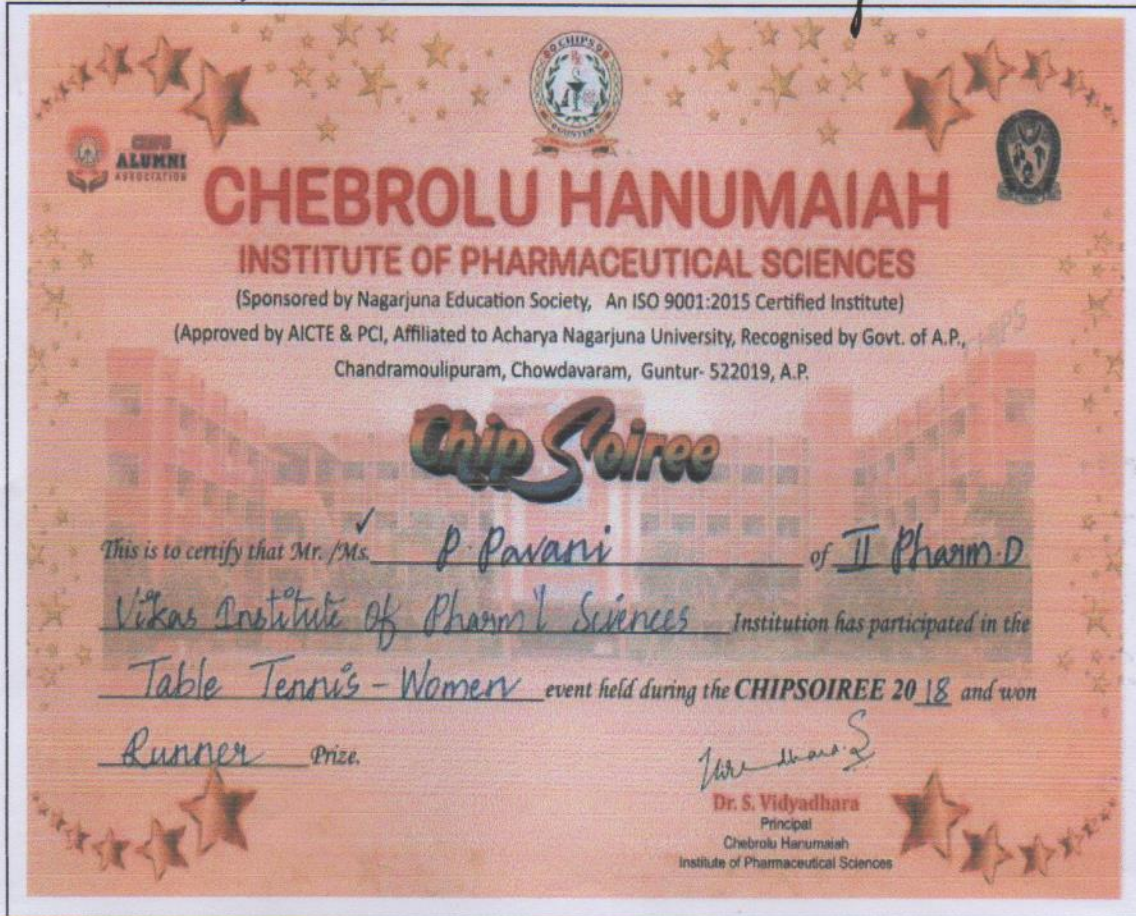 CHIPS
GUNTUR
CHIPS
ALUMNI
ASSOCIATION
CHEBROLU HANUMAIAH
INSTITUTE OF PHARMACEUTICAL SCIENCES
(Sponsored by Nagarjuna Education Society, An ISO 9001:2015 Certified Institute)
(Approved by AICTE & PCI, Affiliated to Acharya Nagarjuna University, Recognised by Govt. of A.P.,
Chandramoulipuram, Chowdavaram, Guntur- 522019, A.P.
CHIPS
Chip Soiree
This is to certify that Mr. /Ms. ✓ P. Pavani of II Pharm.D
Vikas Institute of Pharm'l Sciences Institution has participated in the
Table Tennis - Women event held during the CHIPSOIREE 2018 and won
Runner Prize.
Dr. S. Vidyadhara
Principal
Chebrolu Hanumaiah
Institute of Pharmaceutical Sciences